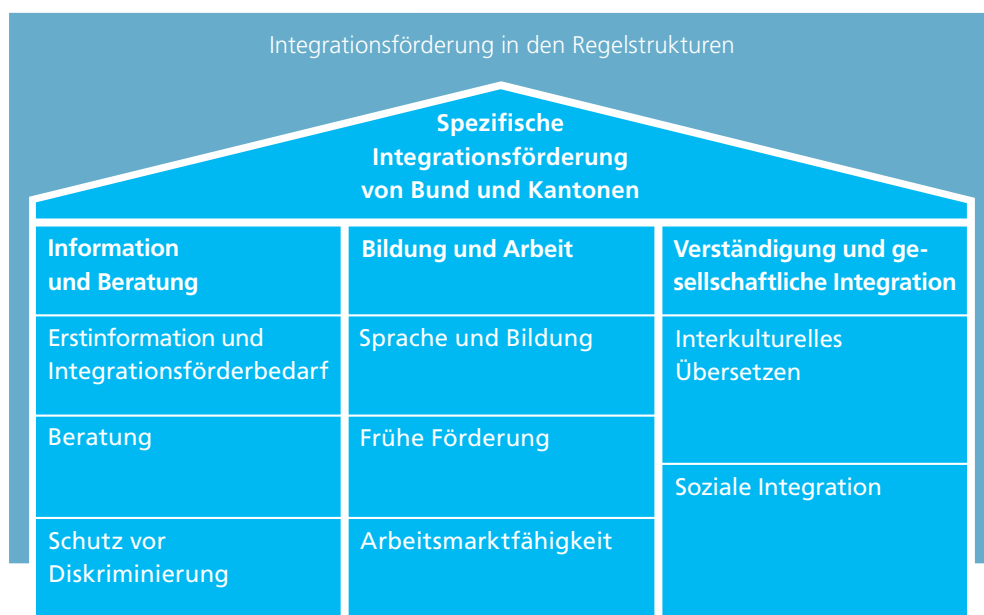 Integrationsförderung in den Regelstrukturen
Spezifische
Integrationsförderung
von Bund und Kantonen
Information
und Beratung
Erstinformation und
Integrationsförderbedarf
Beratung
Schutz vor
Diskriminierung
Bildung und Arbeit
Sprache und Bildung
Frühe Förderung
Arbeitsmarktfähigkeit
Verständigung und ge-
sellschaftliche Integration
Interkulturelles
Übersetzen
Soziale Integration